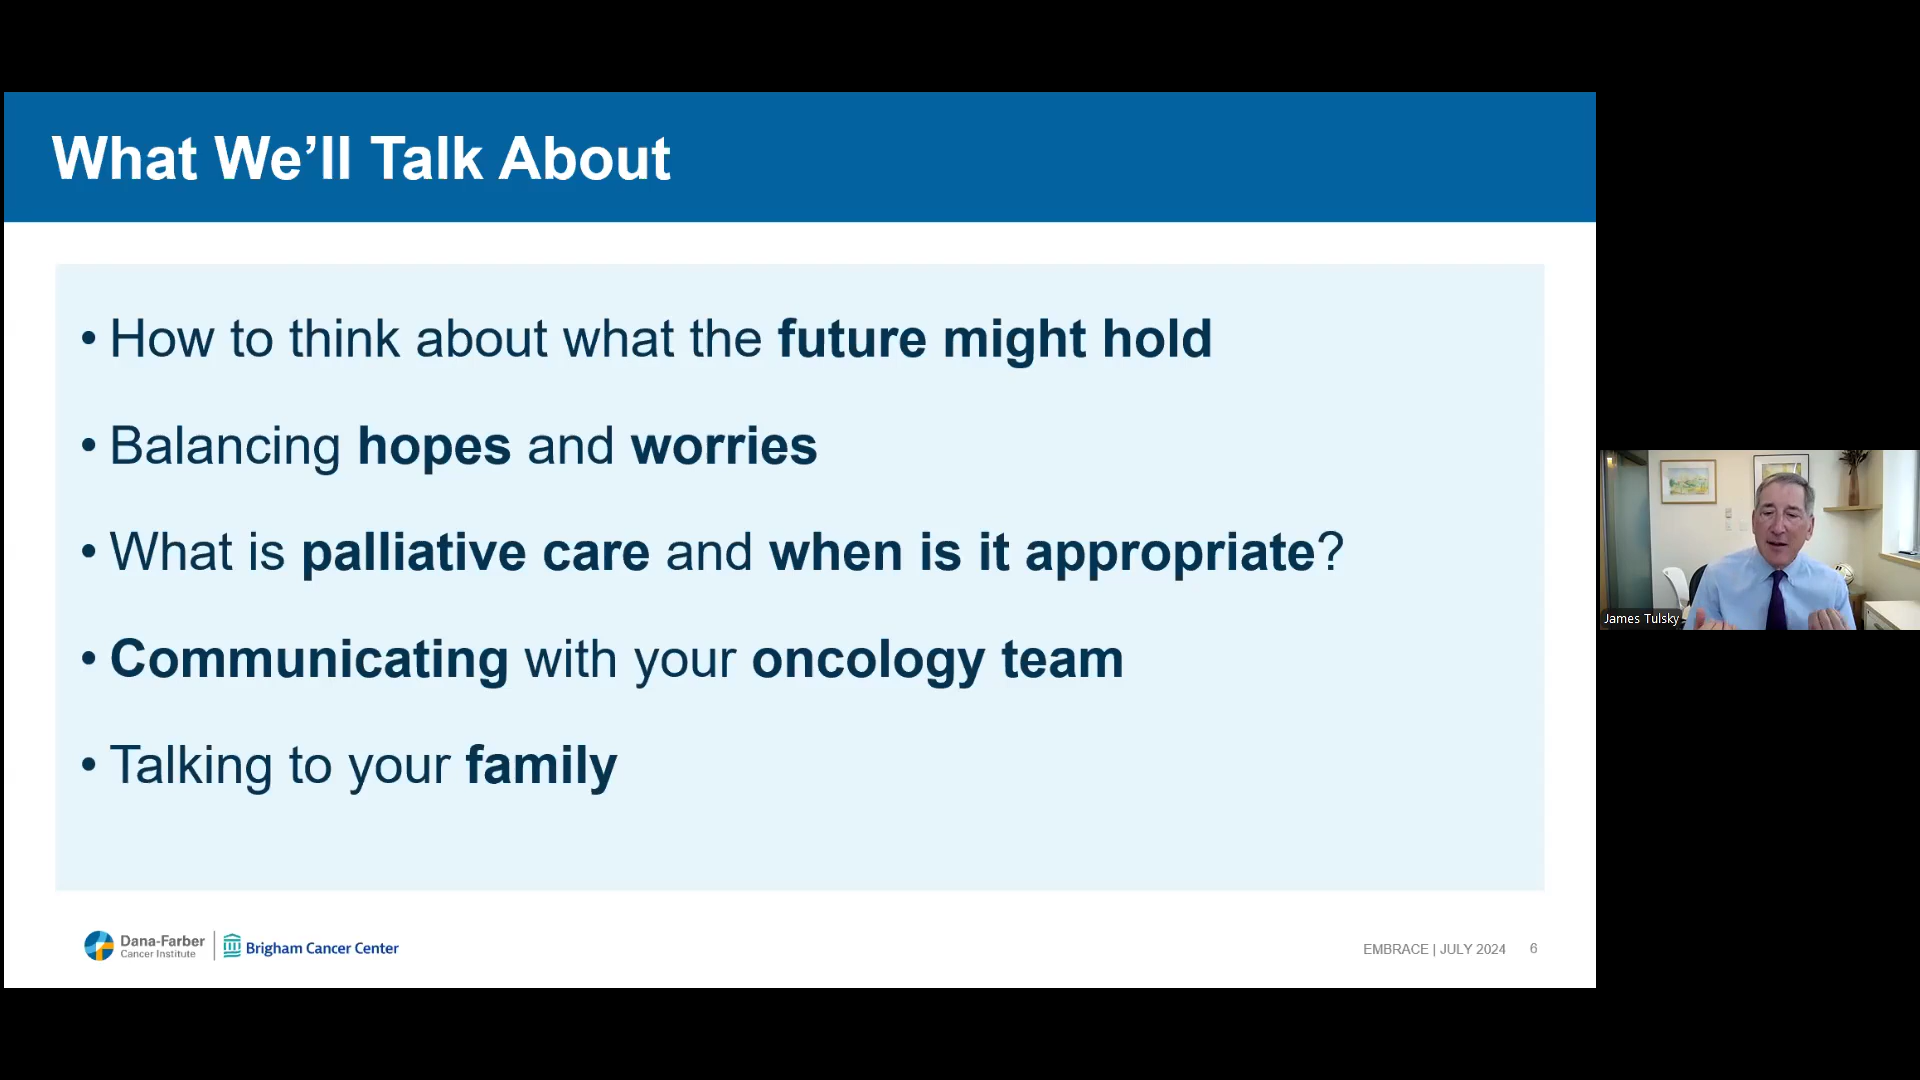 What We’ll Talk About
• How to think about what the future might hold
• Balancing hopes and worries
• What is palliative care and when is it appropriate?
• Communicating with your oncology team
• Talking to your family
Dana-Farber
Cancer Institute
Brigham Cancer Center
EMBRACE | JULY 2024 6
James Tulsky